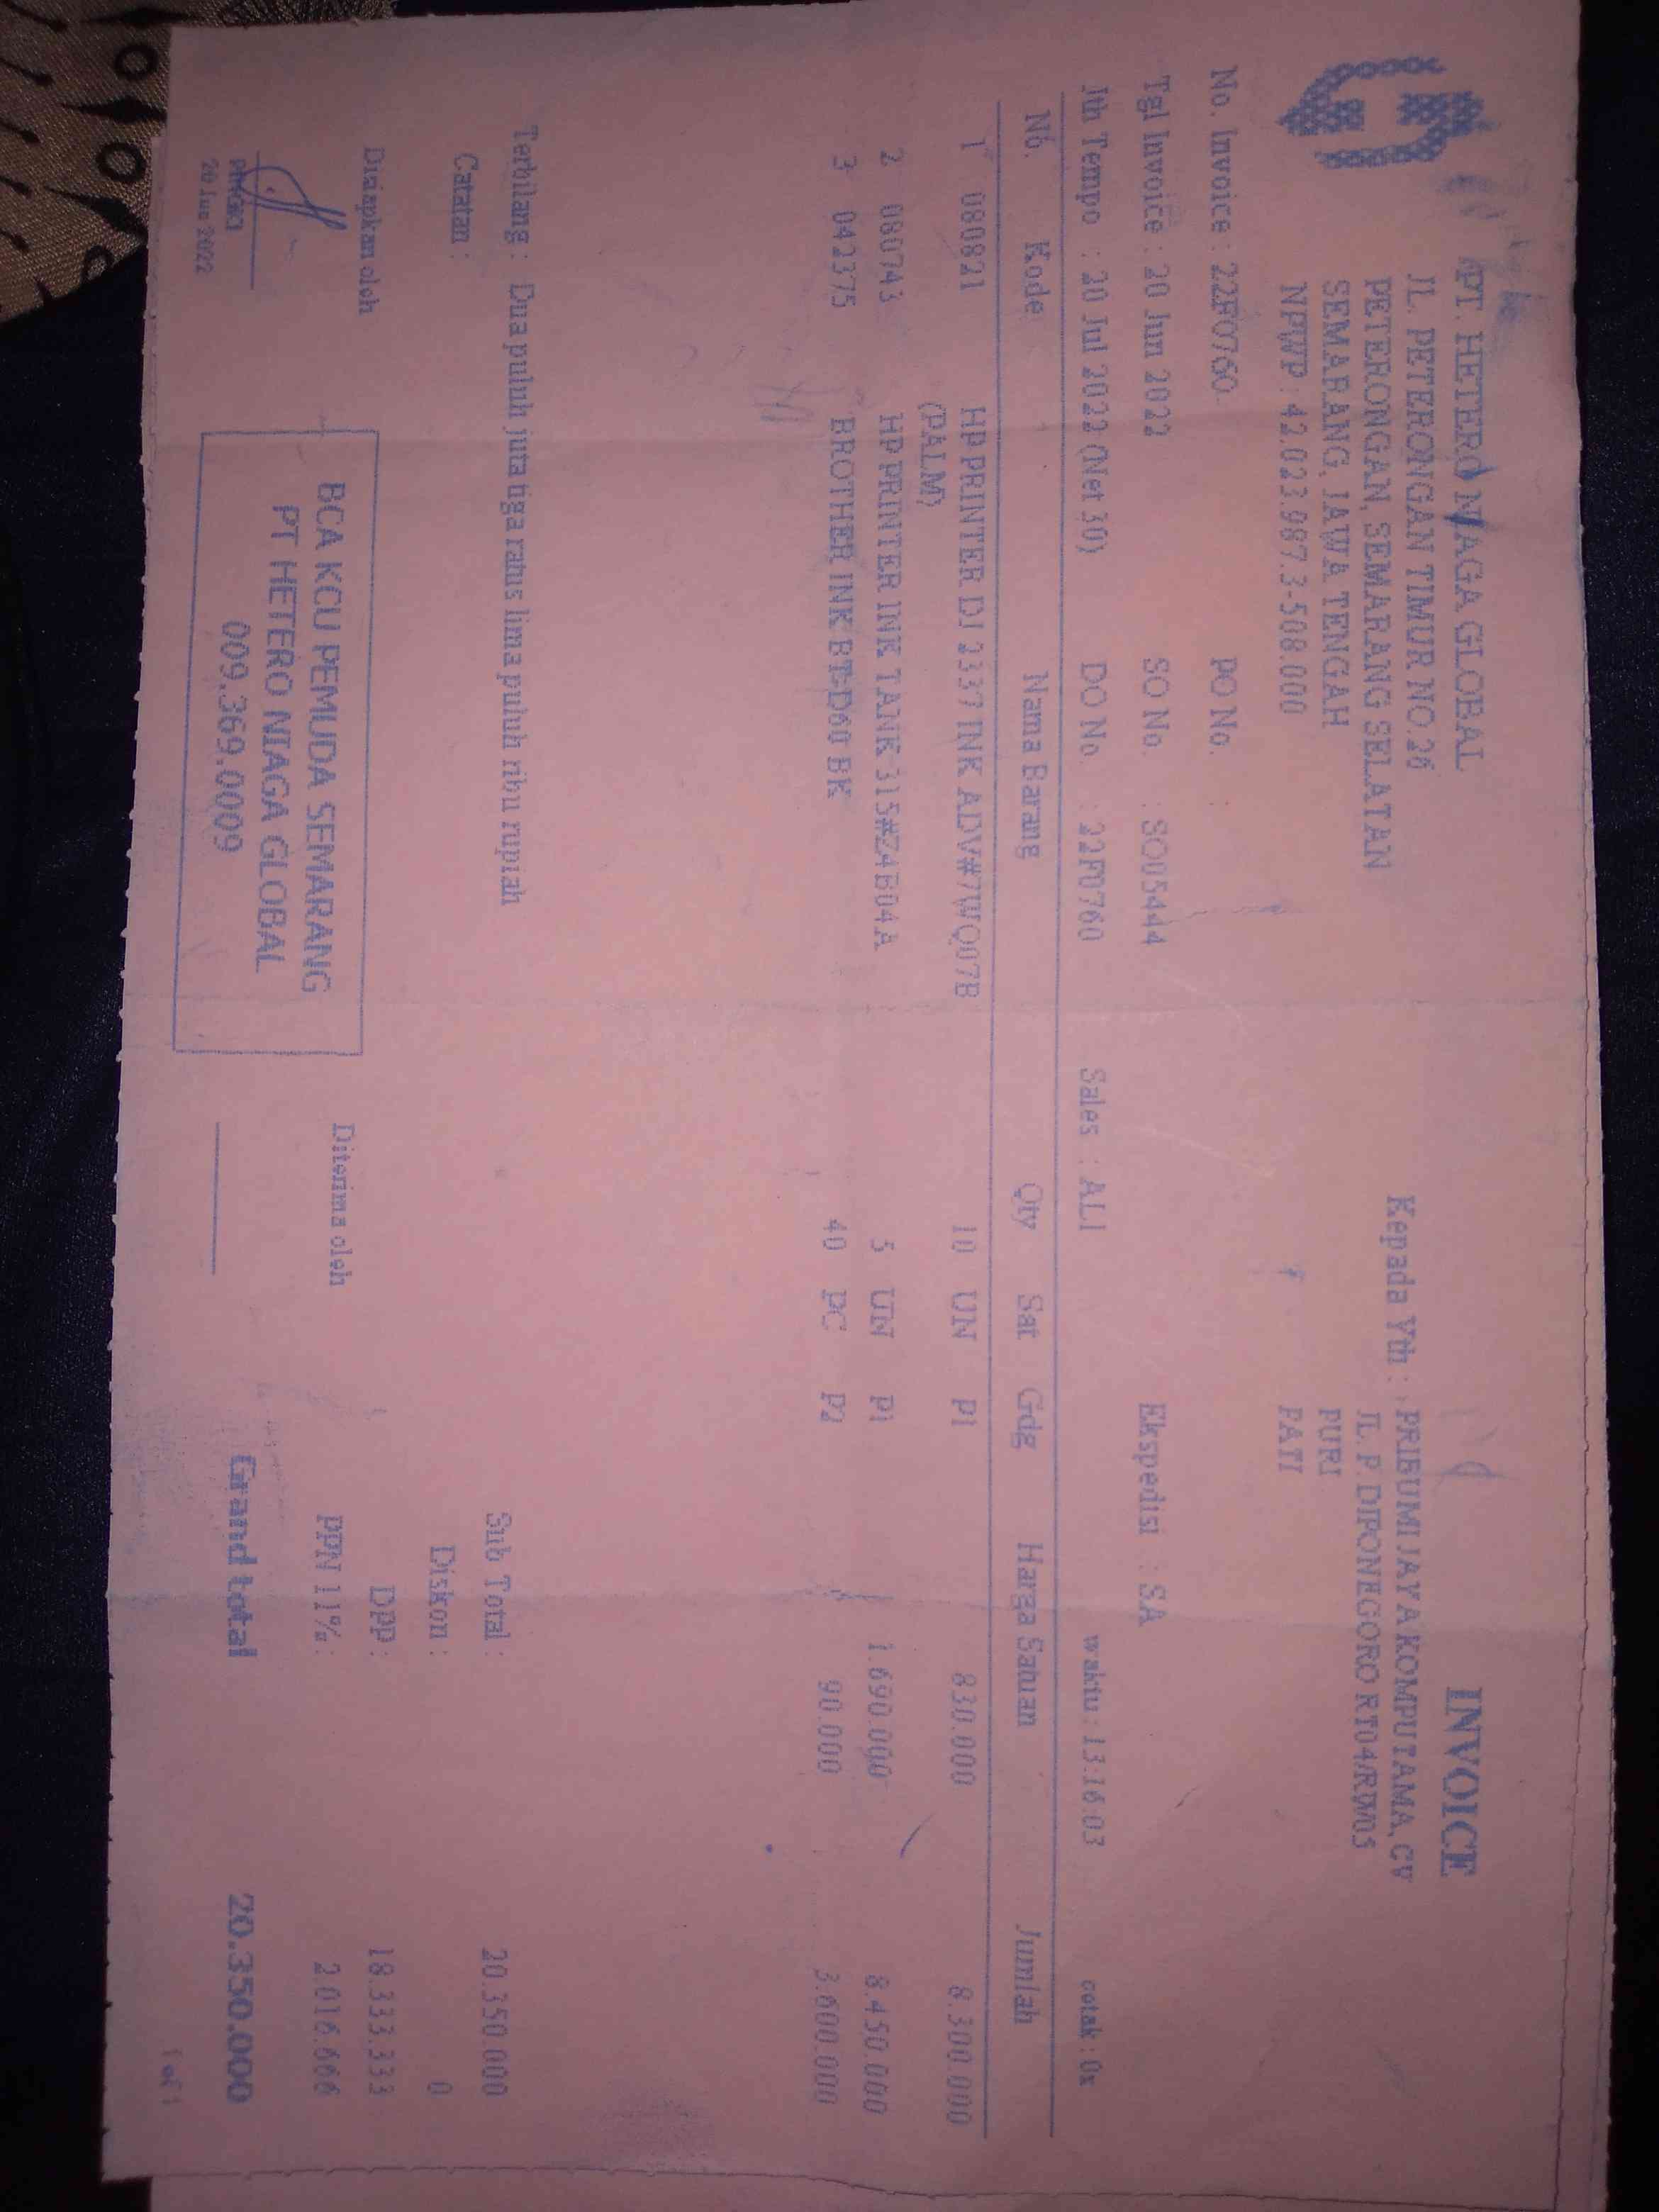 PT. HETERO NIAGA GLOBAL
JL. PETERONGAN TIMUR NO.26
PETERONGAN, SEMARANG SELATAN
SEMARANG, JAWA TENGAH
NPWP : 42.023.987.3-508.000
INVOICE
Kepada Yth : PRIBUMI JAYA KOMPUTAMA, CV
JL. P. DIPONEGORO RT04/RW05
PURI
PATI
No. Invoice : 22F0760 PO No. :
Tgl Invoice : 20 Jun 2022 SO No. : SO05444 Ekspedisi : SA
Jth Tempo : 20 Jul 2022 (Net 30) DO No. : 22F0760 Sales : ALI waktu : 13:16:03 cetak : 0x
No. Kode Nama Barang Qty Sat Gdg Harga Satuan Jumlah
1 080821 HP PRINTER DJ 2337 INK ADV#7WQ07B 10 UN P1 830.000 8.300.000
(PALM)
2 080743 HP PRINTER INK TANK 315#Z4B04A 5 UN P1 1.690.000 8.450.000
3 042375 BROTHER INK BT-D60 BK 40 PC P2 90.000 3.600.000
Terbilang : Dua puluh juta tiga ratus lima puluh ribu rupiah
Catatan :
Sub Total : 20.350.000
Diskon : 0
DPP : 18.333.333
PPN 11% : 2.016.666
Grand total 20.350.000
Disiapkan oleh
20 Jun 2022
BCA KCU PEMUDA SEMARANG
PT HETERO NIAGA GLOBAL
009.369.0009
Diterima oleh
1 of 1